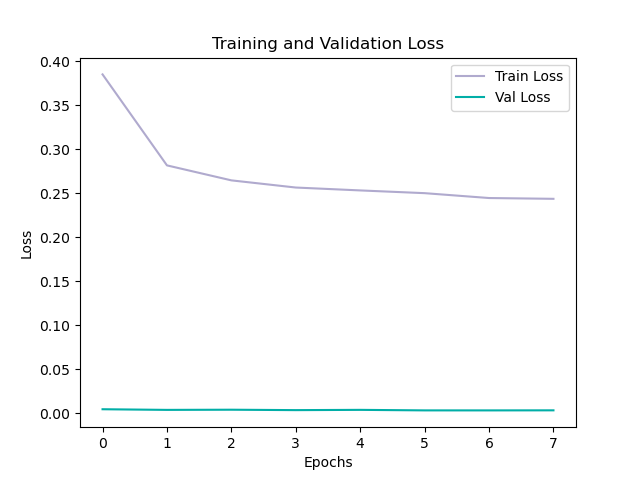 Training and Validation Loss
Train Loss
Val Loss
0.40
0.35
0.30
0.25
0.20
0.15
0.10
0.05
0.00
Loss
0 1 2 3 4 5 6 7
Epochs